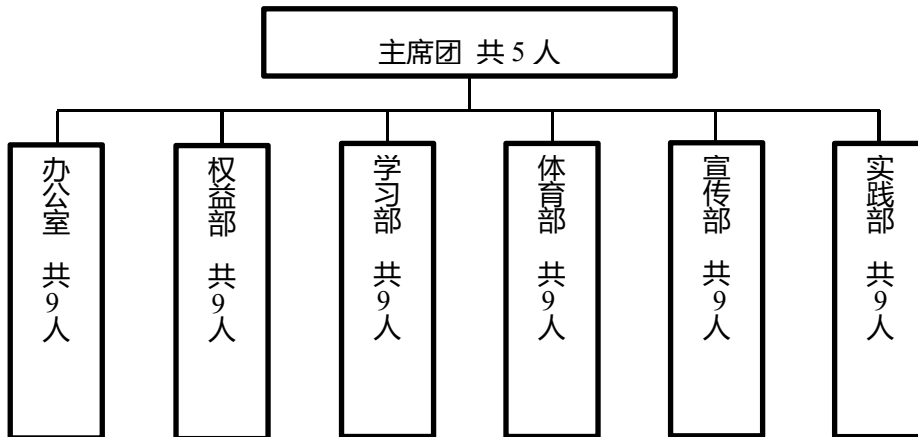 主席团 共 5 人
办公室 共9人
权益部 共9人
学习部 共9人
体育部 共9人
宣传部 共9人
实践部 共9人